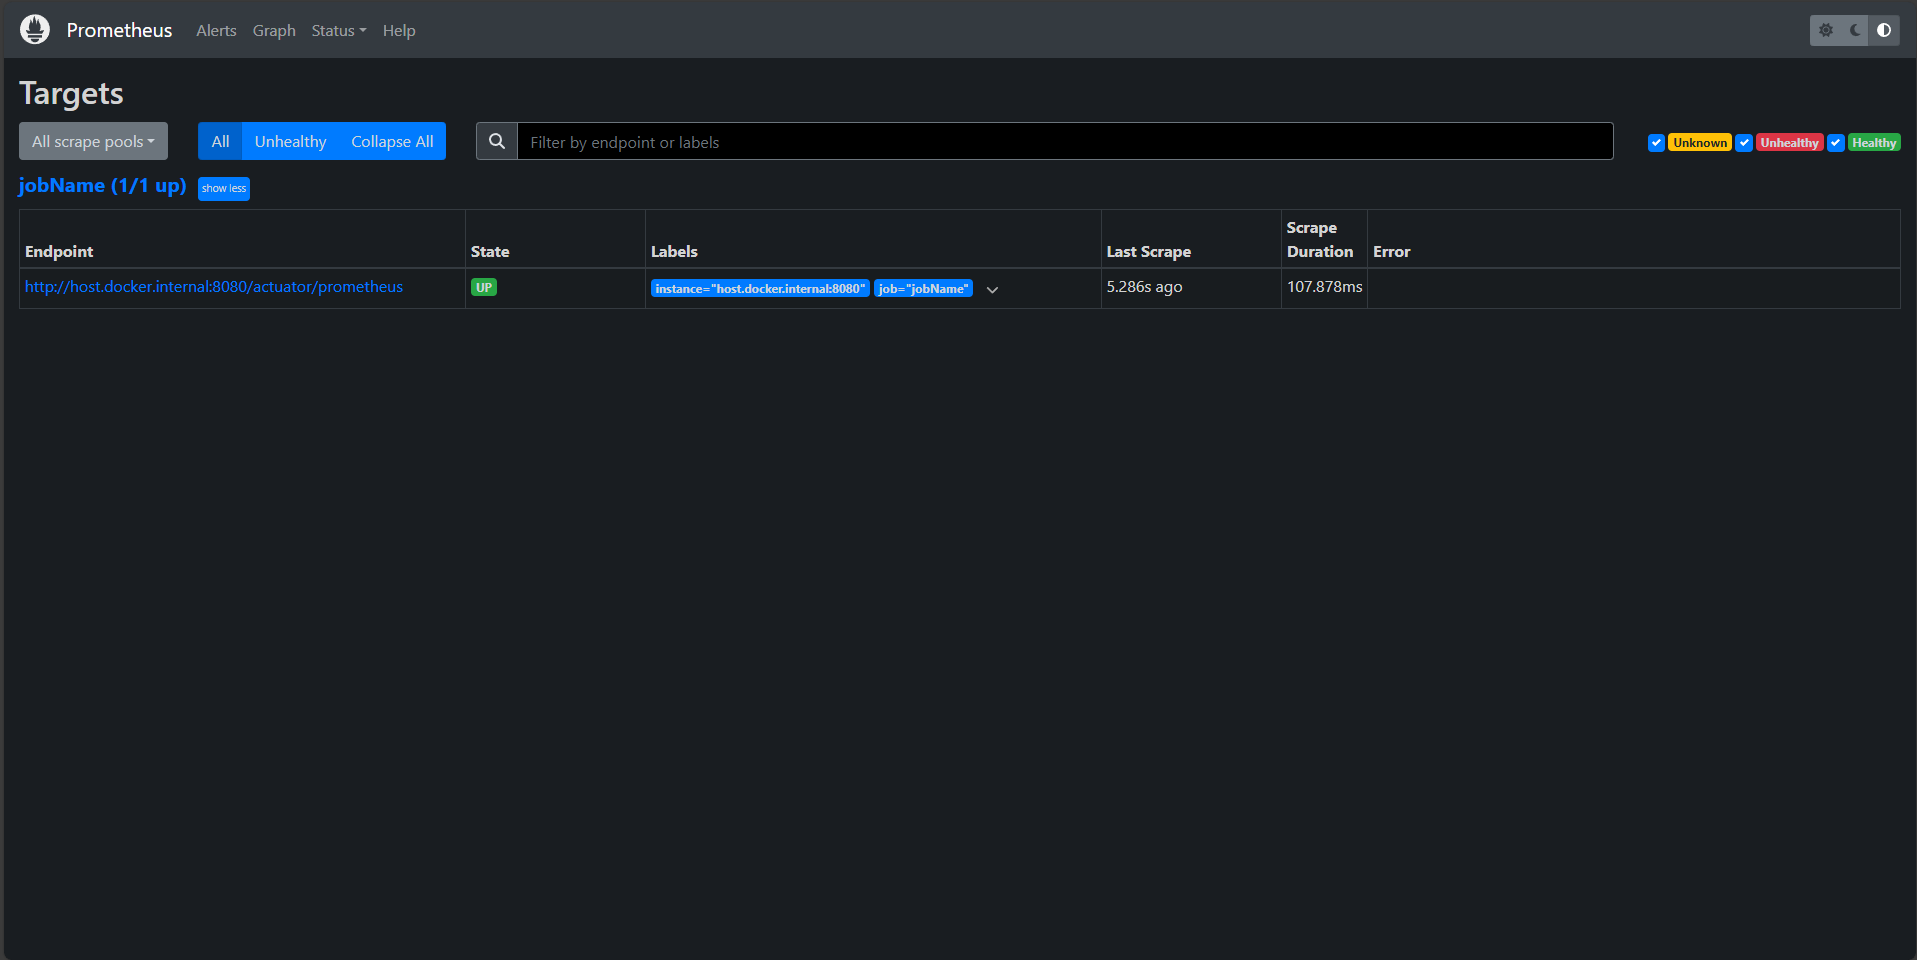 Prometheus Alerts Graph Status Help
Targets
All scrape pools All Unhealthy Collapse All Filter by endpoint or labels Unknown Unhealthy Healthy
jobName (1/1 up) show less
Endpoint State Labels Last Scrape Scrape Duration Error
http://host.docker.internal:8080/actuator/prometheus UP instance="host.docker.internal:8080" job="jobName" 5.286s ago 107.878ms